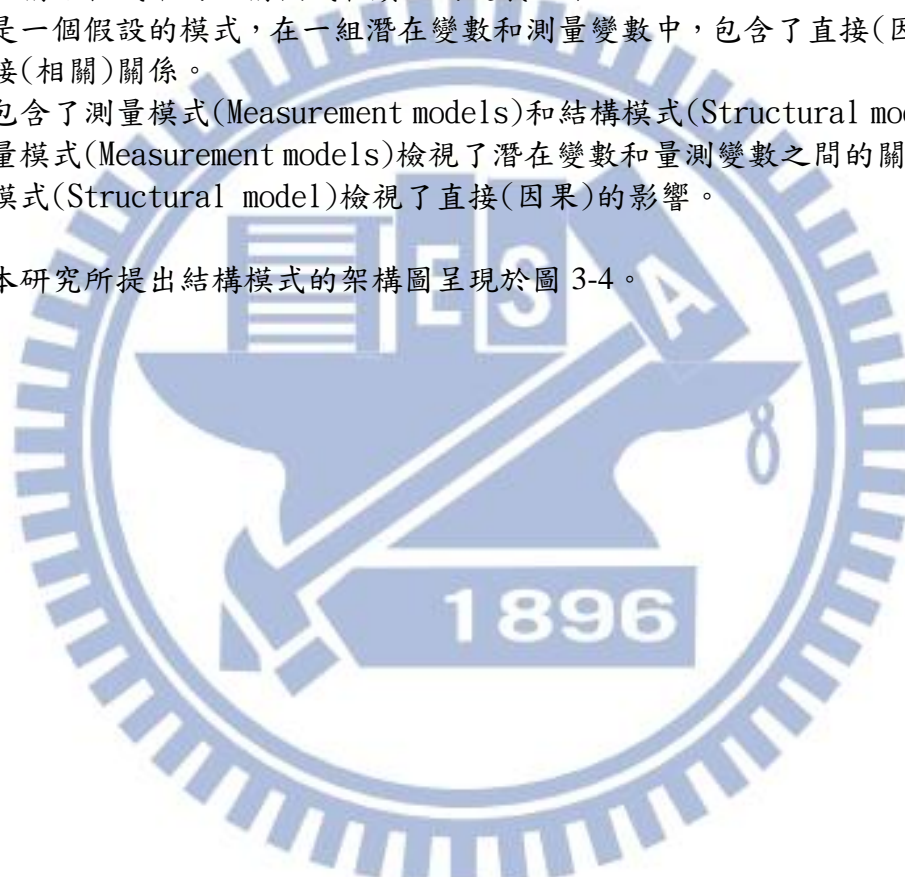 是一個假設的模式，在一組潛在變數和測量變數中，包含了直接(因
接(相關)關係。
包含了測量模式(Measurement models)和結構模式(Structural mo
量模式(Measurement models)檢視了潛在變數和量測變數之間的關
模式(Structural model)檢視了直接(因果)的影響。
本研究所提出結構模式的架構圖呈現於圖 3-4。
E S A
8
1896